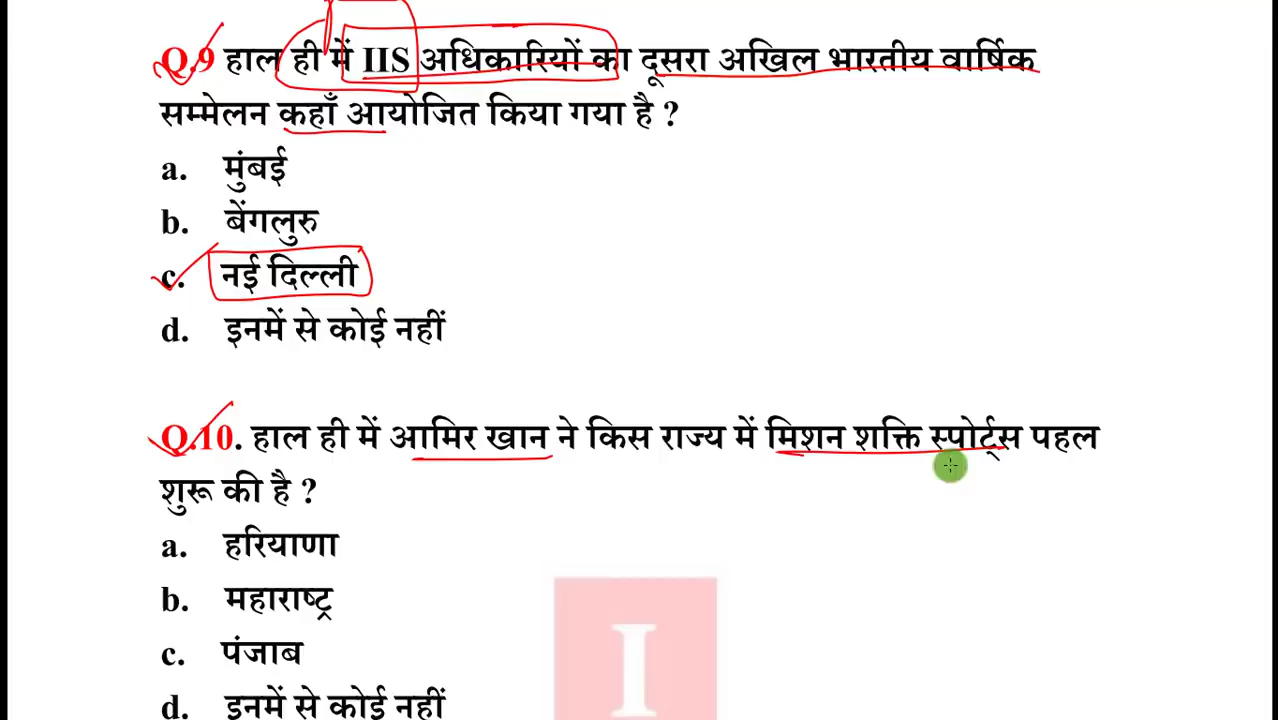 Q.9 हाल ही में IIS अधिकारियों का दूसरा अखिल भारतीय वार्षिक
सम्मेलन कहाँ आयोजित किया गया है ?
a. मुंबई
b. बेंगलुरु
c. नई दिल्ली
d. इनमें से कोई नहीं
Q.10. हाल ही में आमिर खान ने किस राज्य में मिशन शक्ति स्पोर्ट्स पहल
शुरू की है ?
a. हरियाणा
b. महाराष्ट्र
c. पंजाब
d. इनमें से कोई नहीं
I